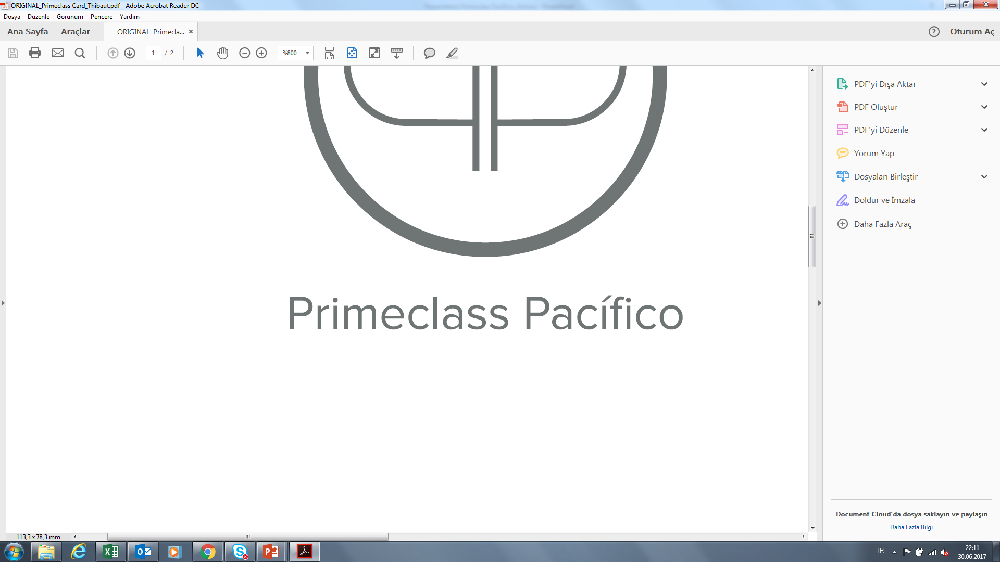 ORIGINAL_Primeclass Card_Thibaut.pdf - Adobe Acrobat Reader DC
Dosya Düzenle Görünüm Pencere Yardım
Ana Sayfa Araçlar ORIGINAL_Primecla... × Oturum Aç
1 / 2 %800
PDF'yi Dışa Aktar
PDF Oluştur
PDF'yi Düzenle
Yorum Yap
Dosyaları Birleştir
Doldur ve İmzala
Daha Fazla Araç
Primeclass Pacífico
Document Cloud'da dosya saklayın ve paylaşın
Daha Fazla Bilgi
113,3 x 78,3 mm
TR 22:11
30.06.2017